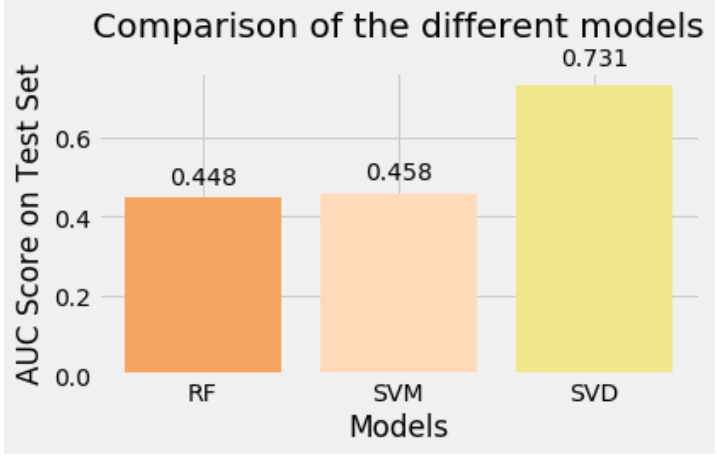 Comparison of the different models
AUC Score on Test Set
0.731
0.458
0.448
0.6
0.4
0.2
0.0
RF SVM SVD
Models